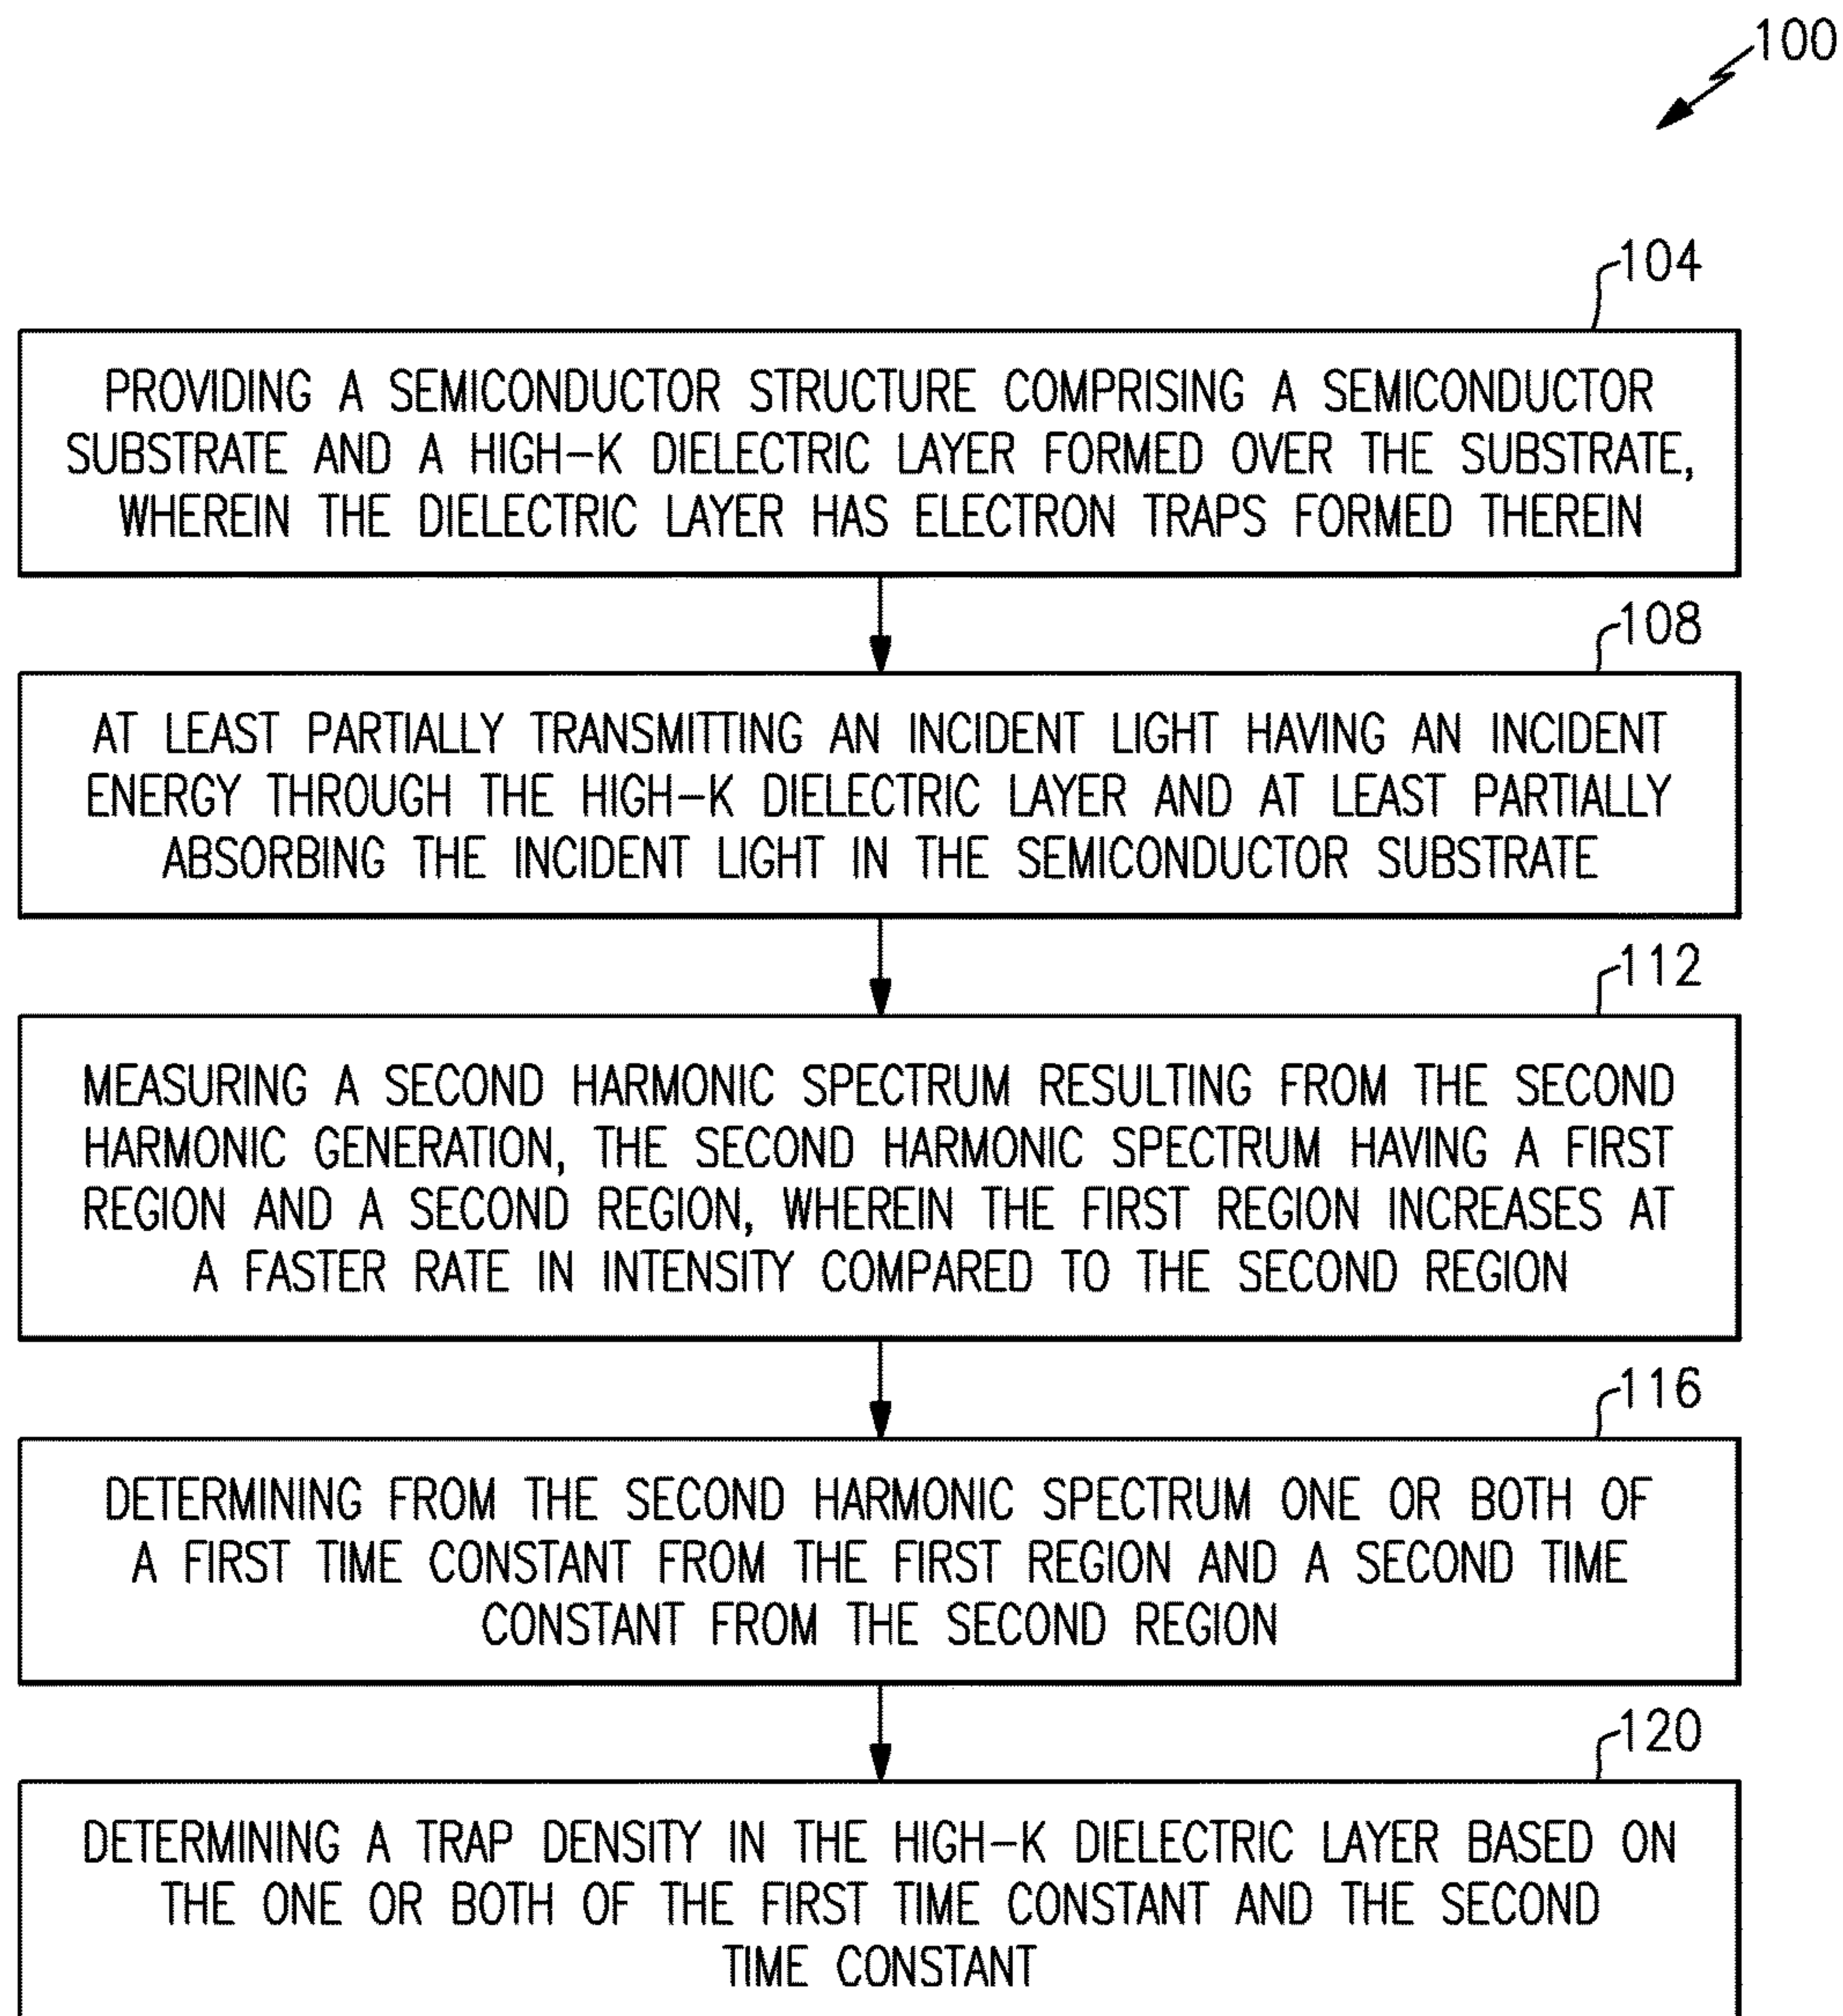 100
104
PROVIDING A SEMICONDUCTOR STRUCTURE COMPRISING A SEMICONDUCTOR
SUBSTRATE AND A HIGH-K DIELECTRIC LAYER FORMED OVER THE SUBSTRATE,
WHEREIN THE DIELECTRIC LAYER HAS ELECTRON TRAPS FORMED THEREIN
108
AT LEAST PARTIALLY TRANSMITTING AN INCIDENT LIGHT HAVING AN INCIDENT
ENERGY THROUGH THE HIGH-K DIELECTRIC LAYER AND AT LEAST PARTIALLY
ABSORBING THE INCIDENT LIGHT IN THE SEMICONDUCTOR SUBSTRATE
112
MEASURING A SECOND HARMONIC SPECTRUM RESULTING FROM THE SECOND
HARMONIC GENERATION, THE SECOND HARMONIC SPECTRUM HAVING A FIRST
REGION AND A SECOND REGION, WHEREIN THE FIRST REGION INCREASES AT
A FASTER RATE IN INTENSITY COMPARED TO THE SECOND REGION
116
DETERMINING FROM THE SECOND HARMONIC SPECTRUM ONE OR BOTH OF
A FIRST TIME CONSTANT FROM THE FIRST REGION AND A SECOND TIME
CONSTANT FROM THE SECOND REGION
120
DETERMINING A TRAP DENSITY IN THE HIGH-K DIELECTRIC LAYER BASED ON
THE ONE OR BOTH OF THE FIRST TIME CONSTANT AND THE SECOND
TIME CONSTANT